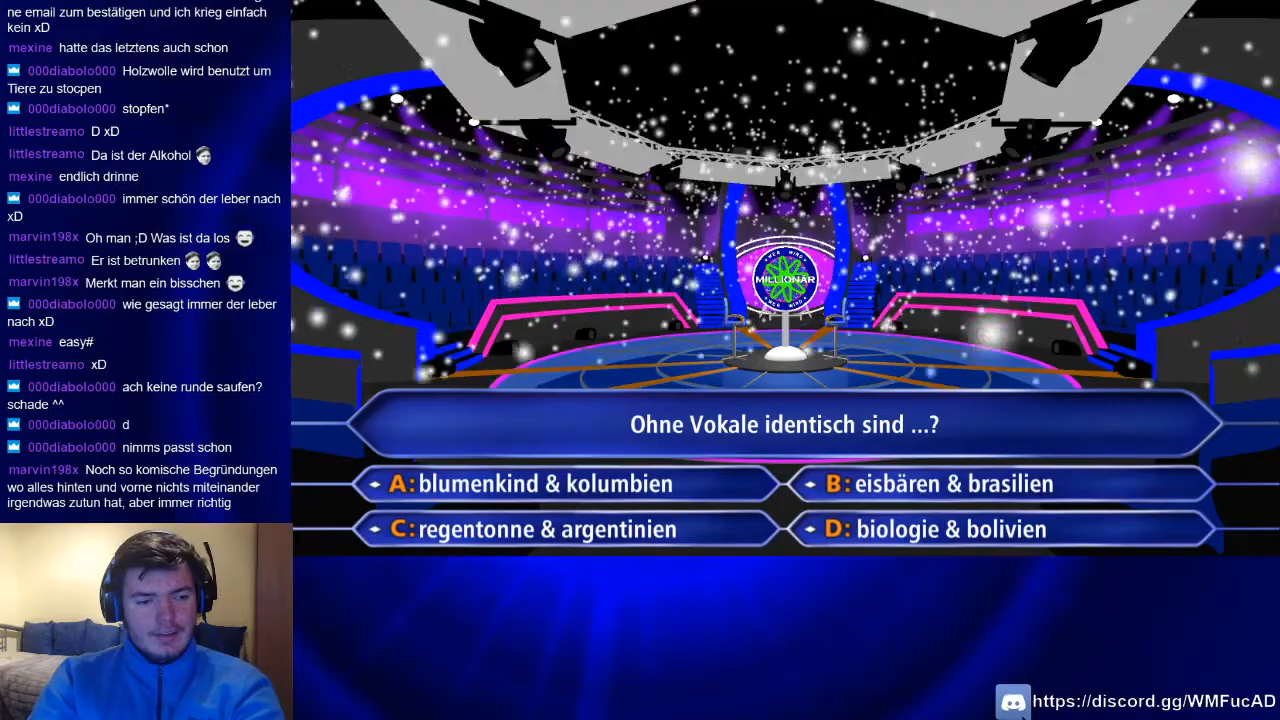 ne email zum bestätigen und ich krieg einfach
kein xD
mexine hatte das letztens auch schon
000diabolo000 Holzwolle wird benutzt um
Tiere zu stocpen
000diabolo000 stopfen*
littlestreamo D xD
littlestreamo Da ist der Alkohol
mexine endlich drinne
000diabolo000 immer schön der leber nach
xD
marvin198x Oh man ;D Was ist da los
littlestreamo Er ist betrunken
marvin198x Merkt man ein bisschen
000diabolo000 wie gesagt immer der leber
nach xD
mexine easy#
littlestreamo xD
000diabolo000 ach keine runde saufen?
schade ^^
000diabolo000 d
000diabolo000 nimms passt schon
marvin198x Noch so komische Begründungen
wo alles hinten und vorne nichts miteinander
irgendwas zutun hat, aber immer richtig
WER WIRD
MILLIONÄR
WER WIRD
Ohne Vokale identisch sind ...?
A: blumenkind & kolumbien
B: eisbären & brasilien
C: regentonne & argentinien
D: biologie & bolivien
https://discord.gg/WMFucAD